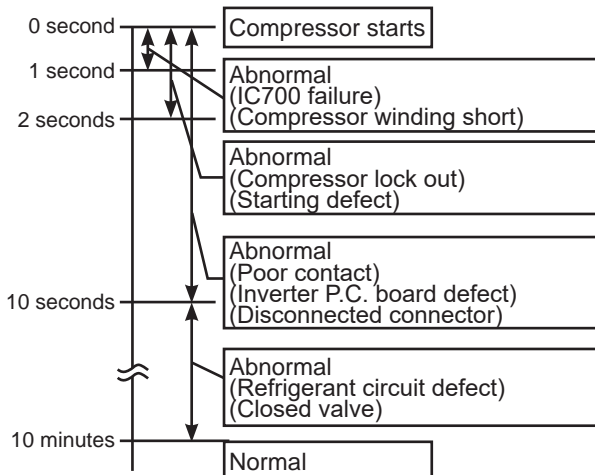 0 second
Compressor starts
1 second
Abnormal
(IC700 failure)
(Compressor winding short)
2 seconds
Abnormal
(Compressor lock out)
(Starting defect)
Abnormal
(Poor contact)
(Inverter P.C. board defect)
(Disconnected connector)
10 seconds
Abnormal
(Refrigerant circuit defect)
(Closed valve)
10 minutes
Normal